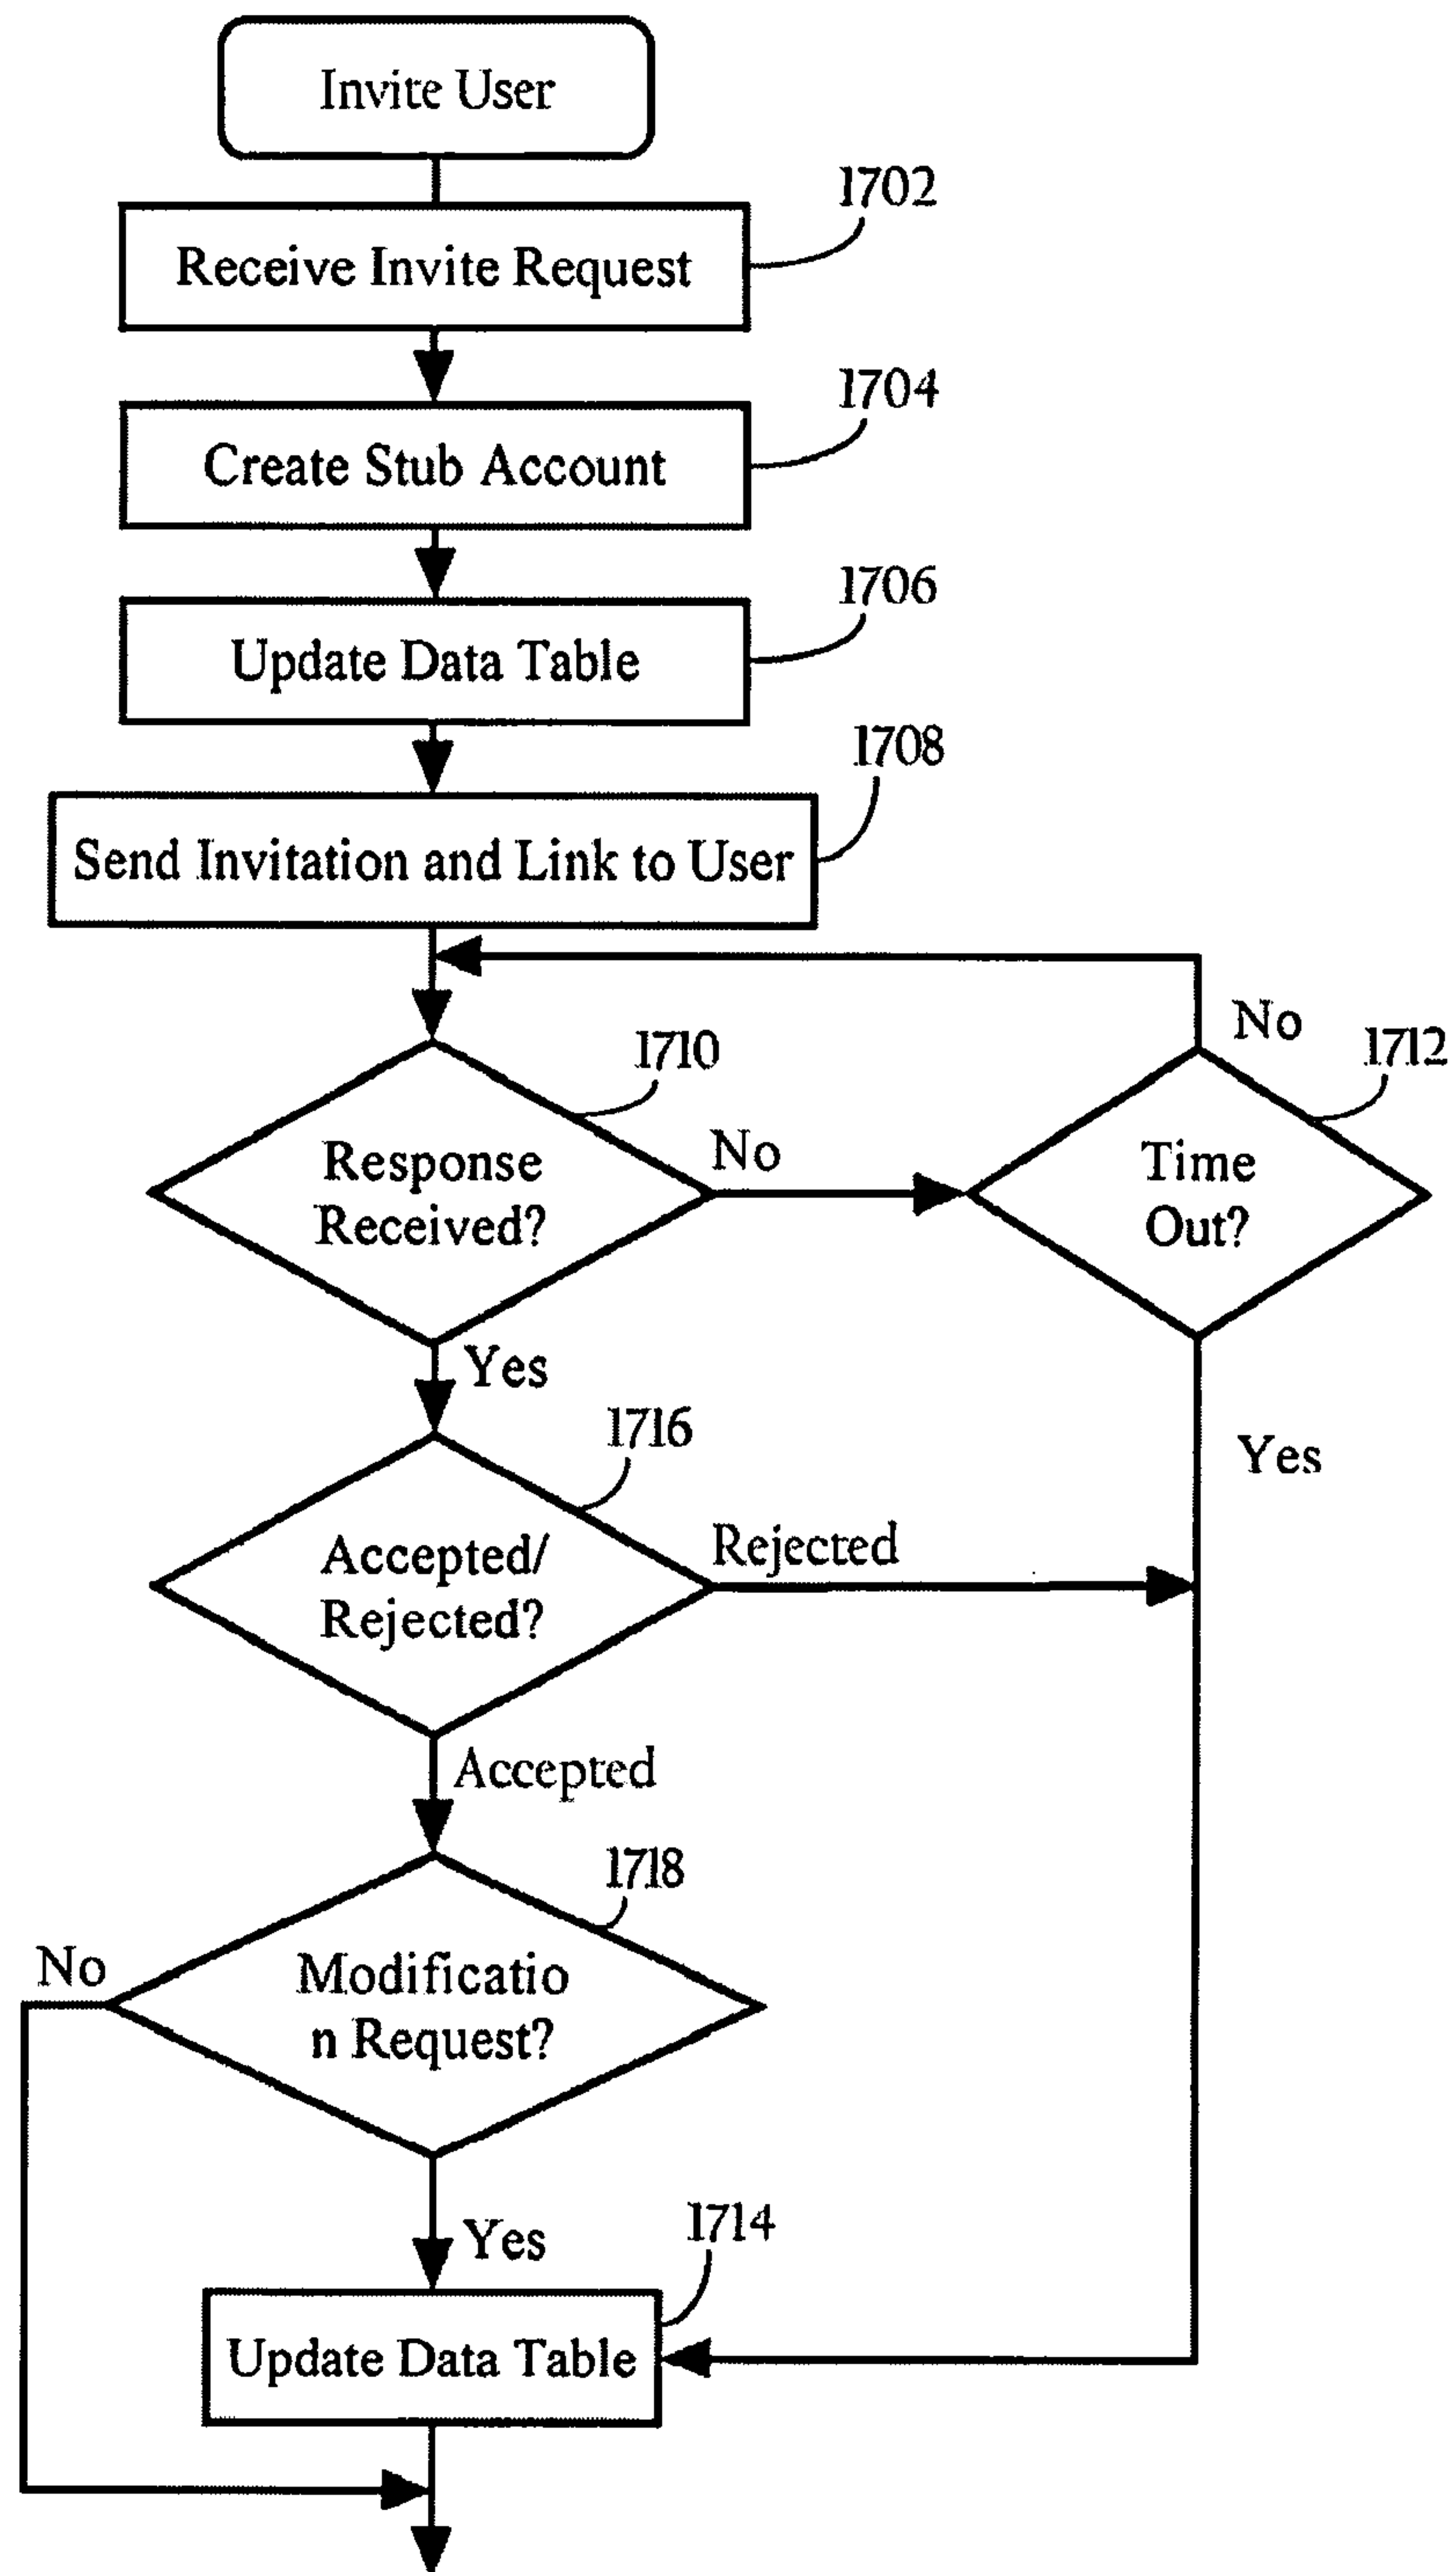 Invite User
1702
Receive Invite Request
1704
Create Stub Account
1706
Update Data Table
1708
Send Invitation and Link to User
No
1710
1712
Response
Received?
No
Time
Out?
Yes
1716
Yes
Accepted/
Rejected?
Rejected
Accepted
1718
No
Modificatio
n Request?
Yes
1714
Update Data Table